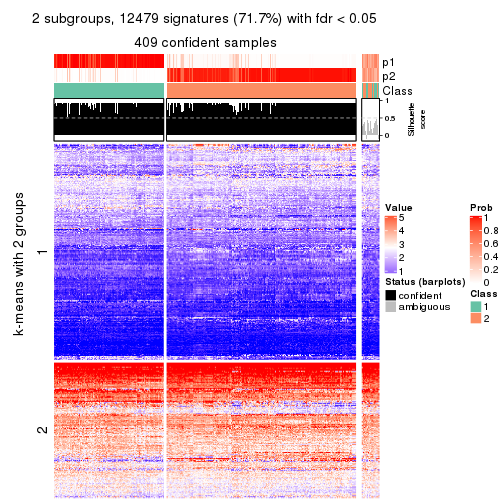 2 subgroups, 12479 signatures (71.7%) with fdr < 0.05
409 confident samples
p1
p2
Class
1
0.5
0
Silhouette
score
k-means with 2 groups
1
2
Value
5
4
3
2
1
Status (barplots)
confident
ambiguous
Prob
1
0.8
0.6
0.4
0.2
0
Class
1
2